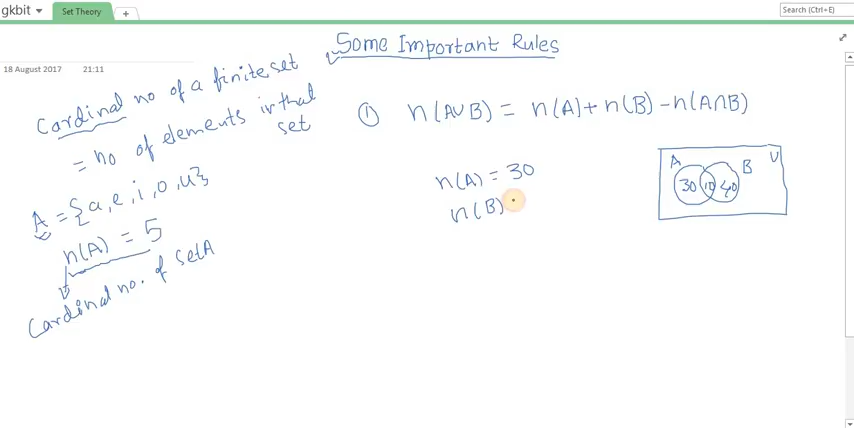 gkbit
Set Theory
Search (Ctrl+E)
Some Important Rules
18 August 2017 21:11
Cardinal no of a finite set
= no of elements in that
set
A = {a, e, i, o, u}
n(A) = 5
Cardinal no. of set A
① n(A∪B) = n(A) + n(B) - n(A∩B)
n(A) = 30
n(B)
A B U
30 10 40